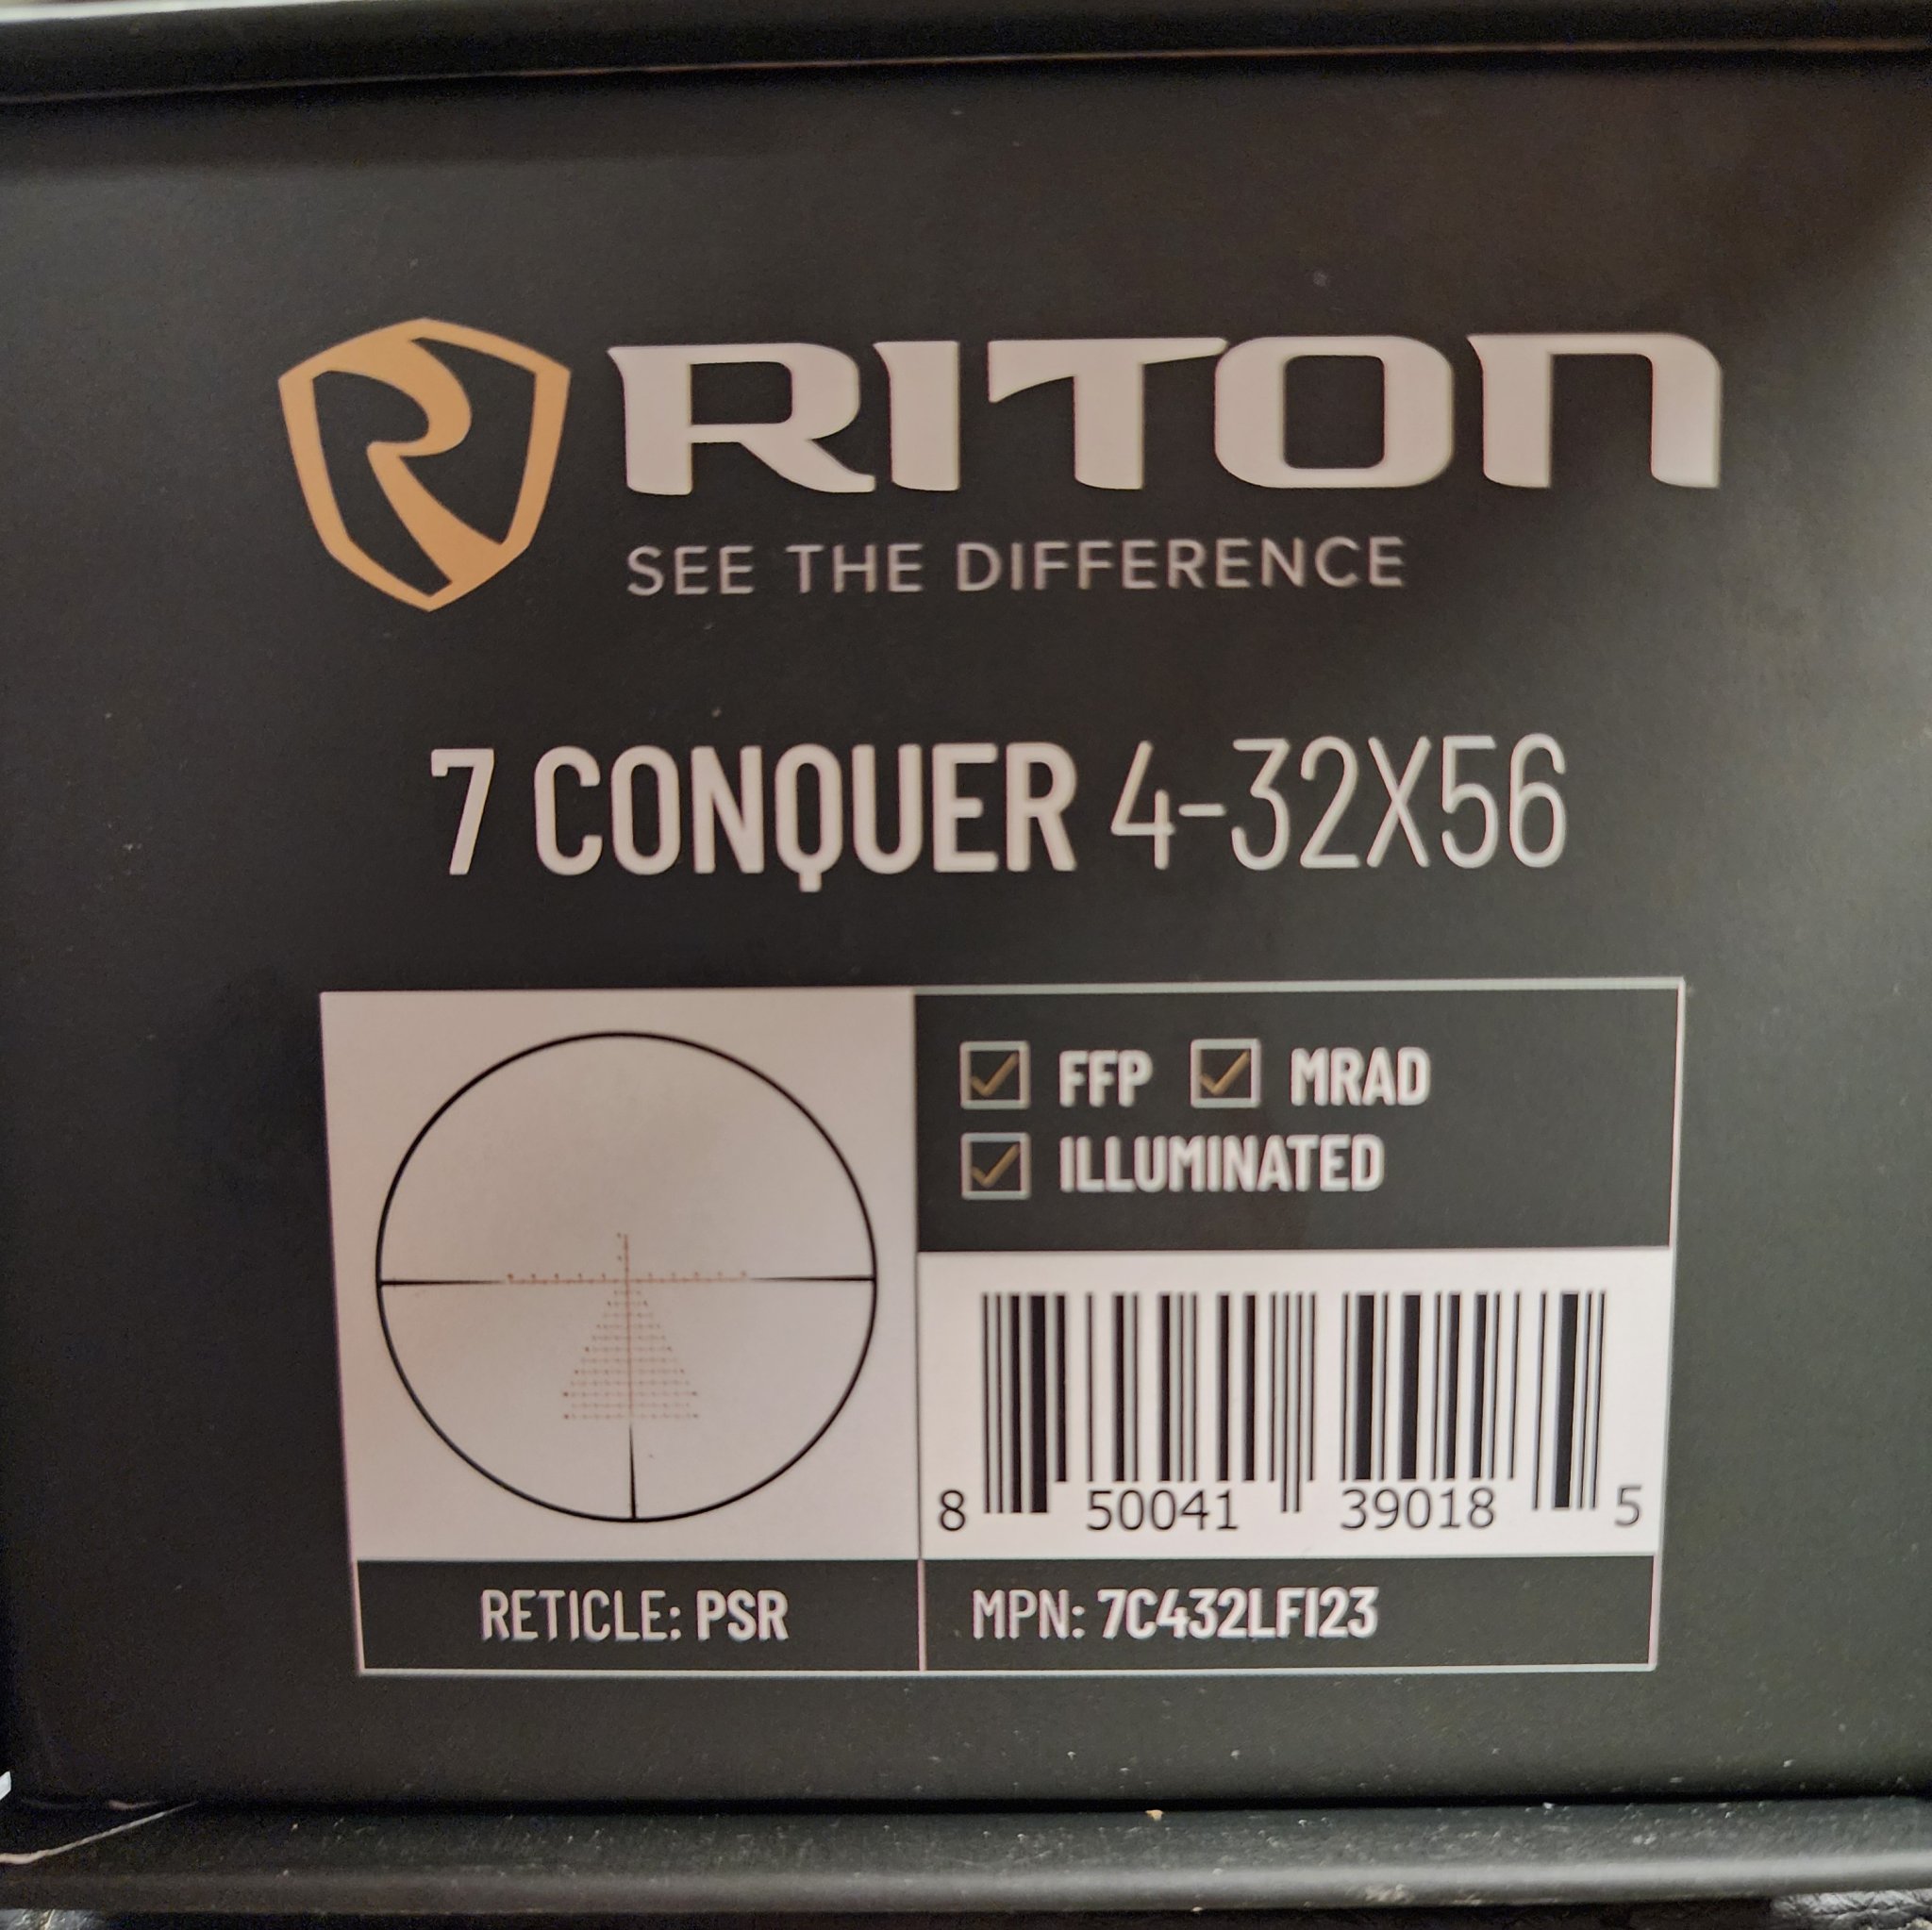 RITON
SEE THE DIFFERENCE
7 CONQUER 4-32X56
FFP MRAD
ILLUMINATED
8 50041 39018 5
RETICLE: PSR
MPN: 7C432LFI23